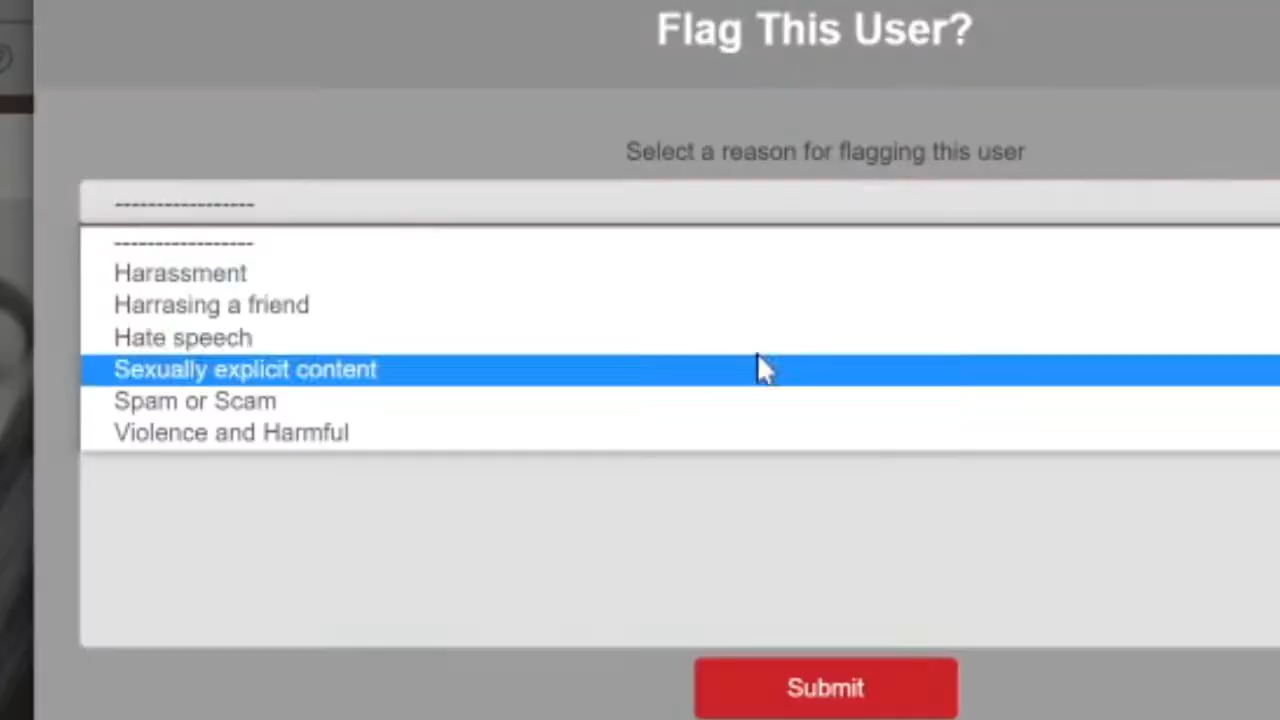 Flag This User?
Select a reason for flagging this user
-----------------
-----------------
Harassment
Harrasing a friend
Hate speech
Sexually explicit content
Spam or Scam
Violence and Harmful
Submit